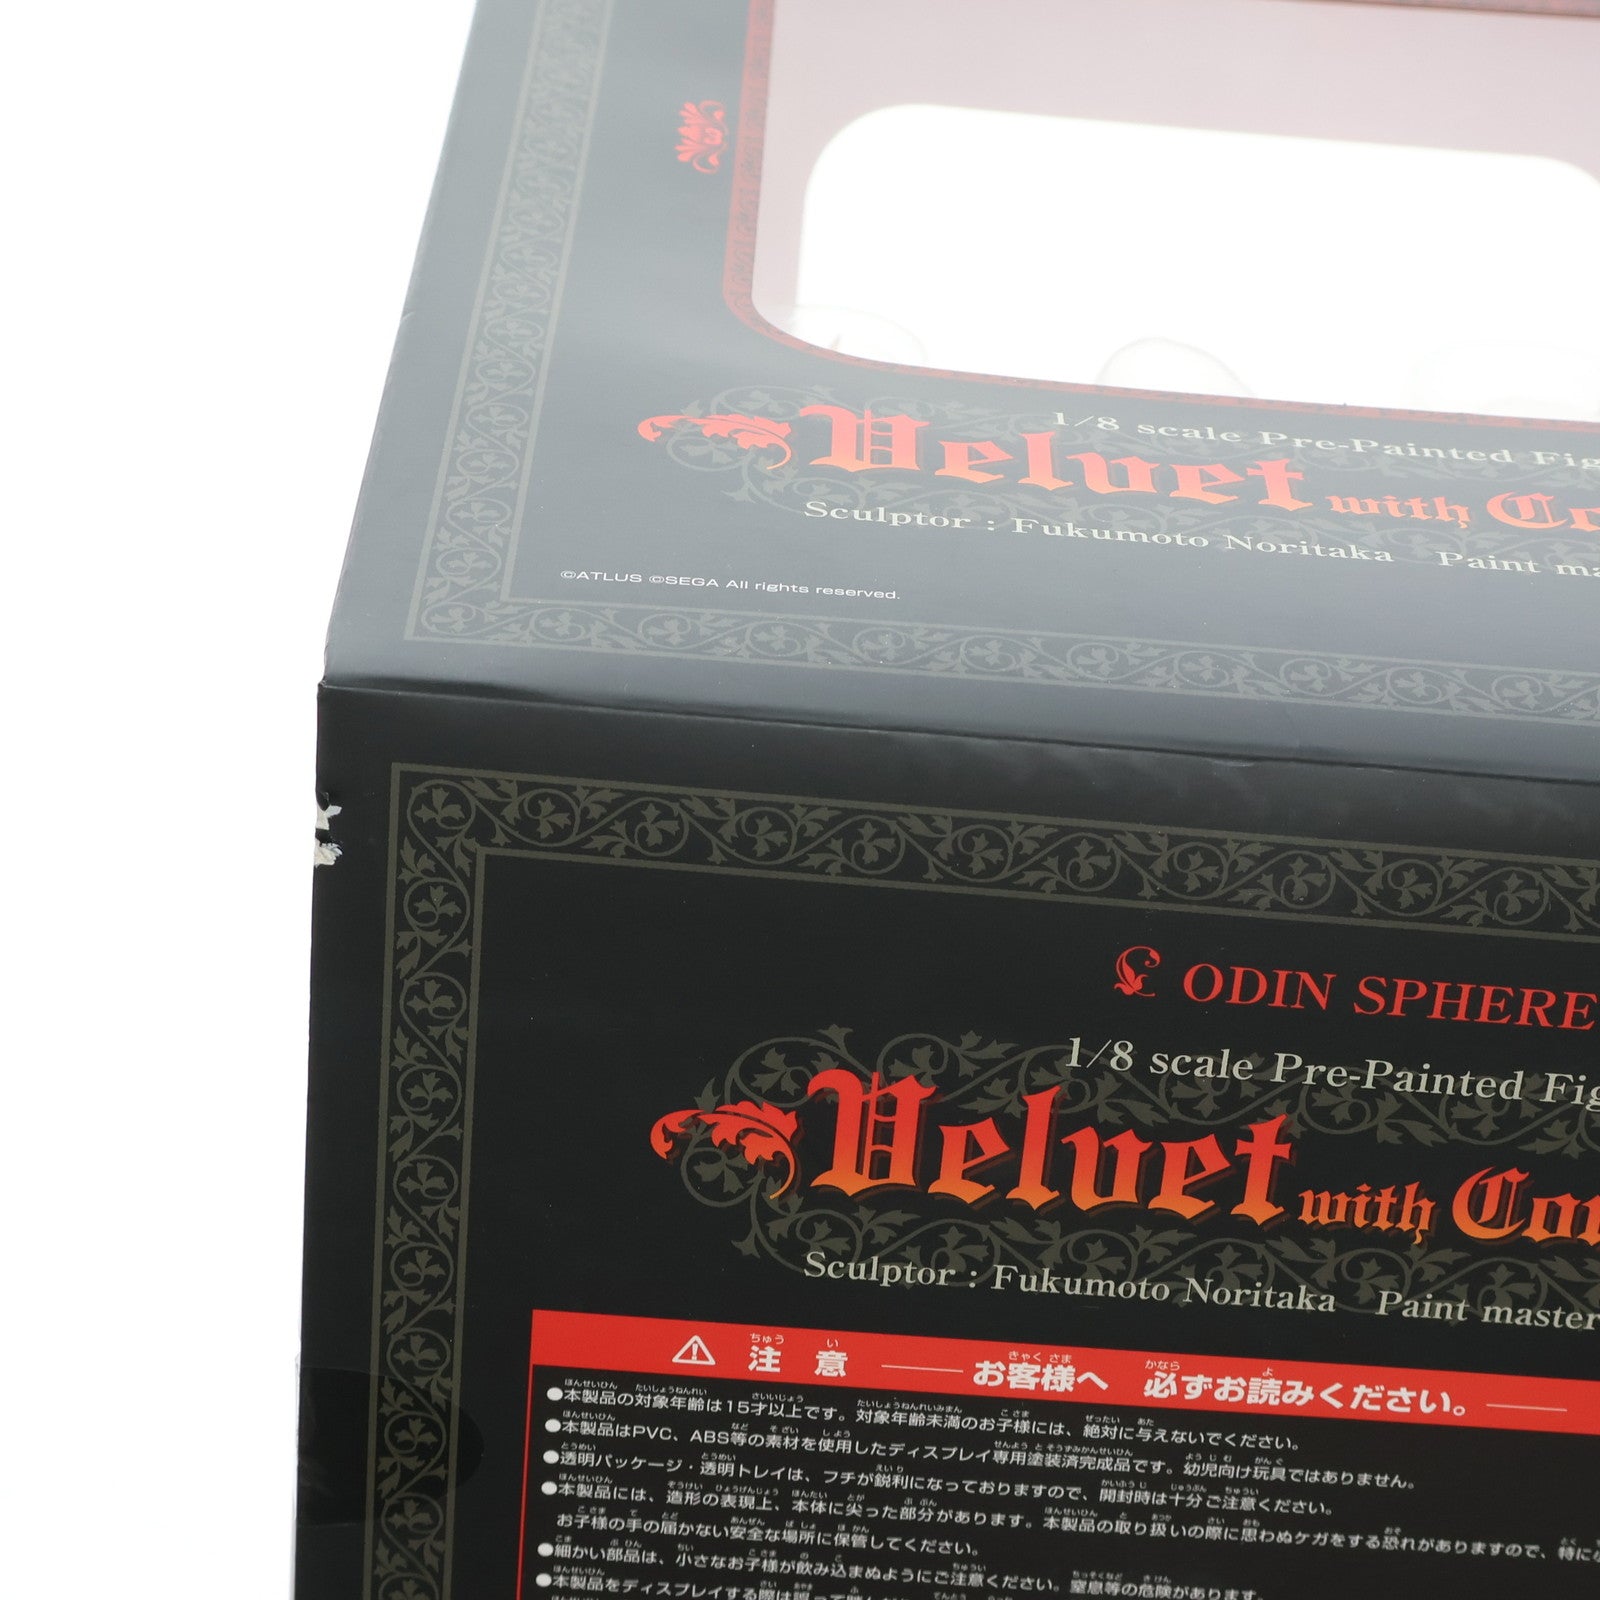 1/8 scale Pre-Painted Fig
Velvet with Co
Sculptor : Fukumoto Noritaka Paint ma
©ATLUS ©SEGA All rights reserved.
ODIN SPHERE
1/8 scale Pre-Painted Fig
Velvet with Co
Sculptor : Fukumoto Noritaka Paint master
注意 お客様へ 必ずお読みください。
●本製品の対象年齢は15才以上です。対象年齢未満のお子様には、絶対に与えないでください。
●本製品はPVC、ABS等の素材を使用したディスプレイ専用塗装済完成品です。幼児向け玩具ではありません。
●透明パッケージ・透明トレイは、フチが鋭利になっておりますので、開封時は十分ご注意ください。
●本製品には、造形の表現上、本体に尖った部分があります。本製品の取り扱いの際に思わぬケガをする恐れがありますので、特に
お子様の手の届かない安全な場所に保管してください。
●細かい部品は、小さなお子様が飲み込まぬようにご注意ください。窒息等の危険があります。
●本製品をディスプレイする際は